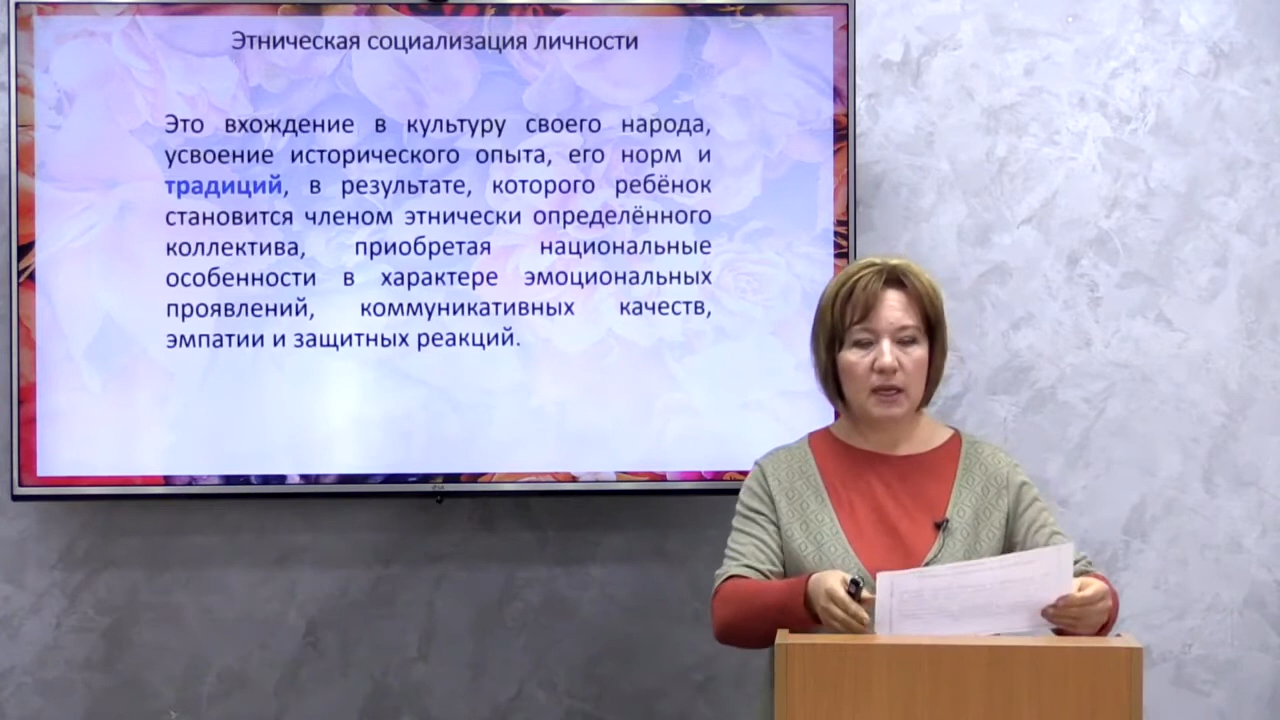 Этническая социализация личности
Это вхождение в культуру своего народа,
усвоение исторического опыта, его норм и
традиций, в результате, которого ребёнок
становится членом этнически определённого
коллектива, приобретая национальные
особенности в характере эмоциональных
проявлений, коммуникативных качеств,
эмпатии и защитных реакций.